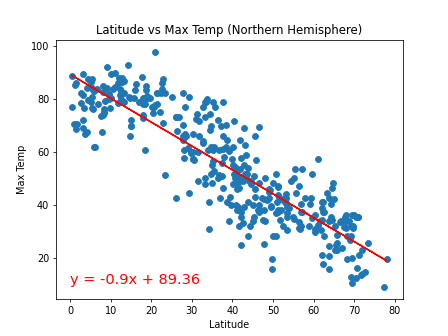 Latitude vs Max Temp (Northern Hemisphere)
100
80
60
40
20
Max Temp
y = -0.9x + 89.36
0 10 20 30 40 50 60 70 80
Latitude